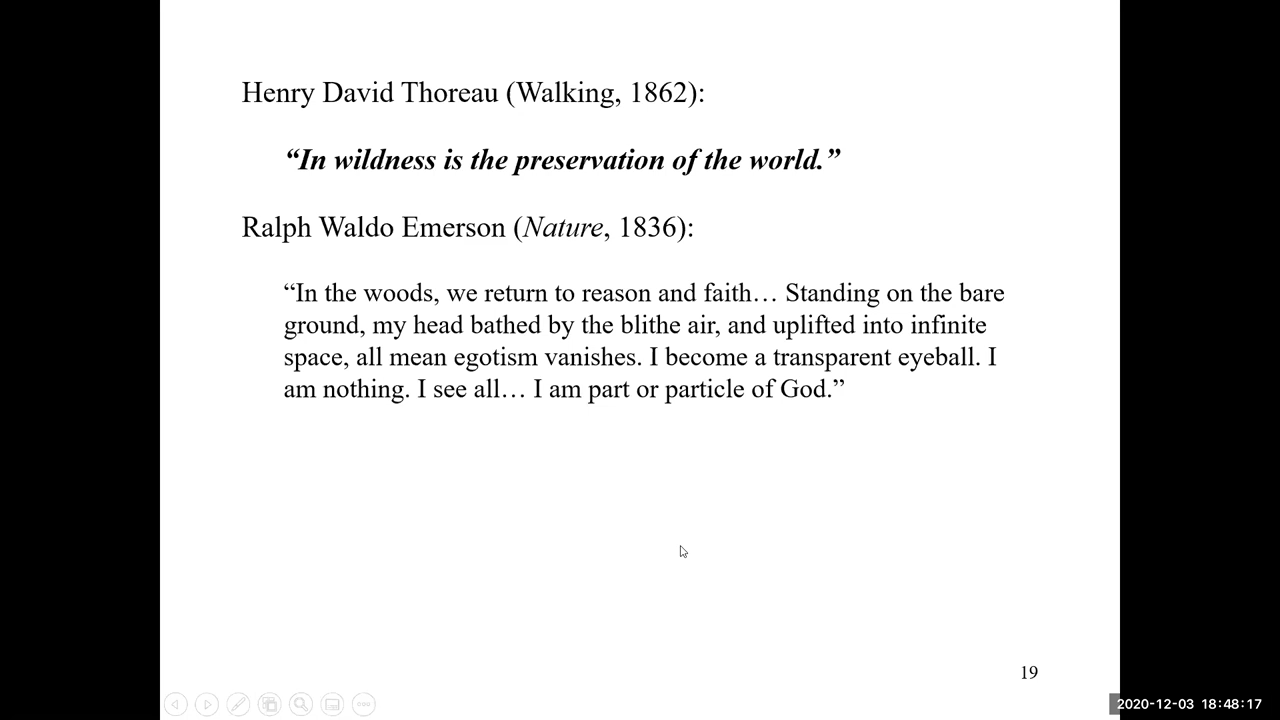 Henry David Thoreau (Walking, 1862):
“In wildness is the preservation of the world.”
Ralph Waldo Emerson (Nature, 1836):
“In the woods, we return to reason and faith… Standing on the bare
ground, my head bathed by the blithe air, and uplifted into infinite
space, all mean egotism vanishes. I become a transparent eyeball. I
am nothing. I see all… I am part or particle of God.”
19
2020-12-03 18:48:17